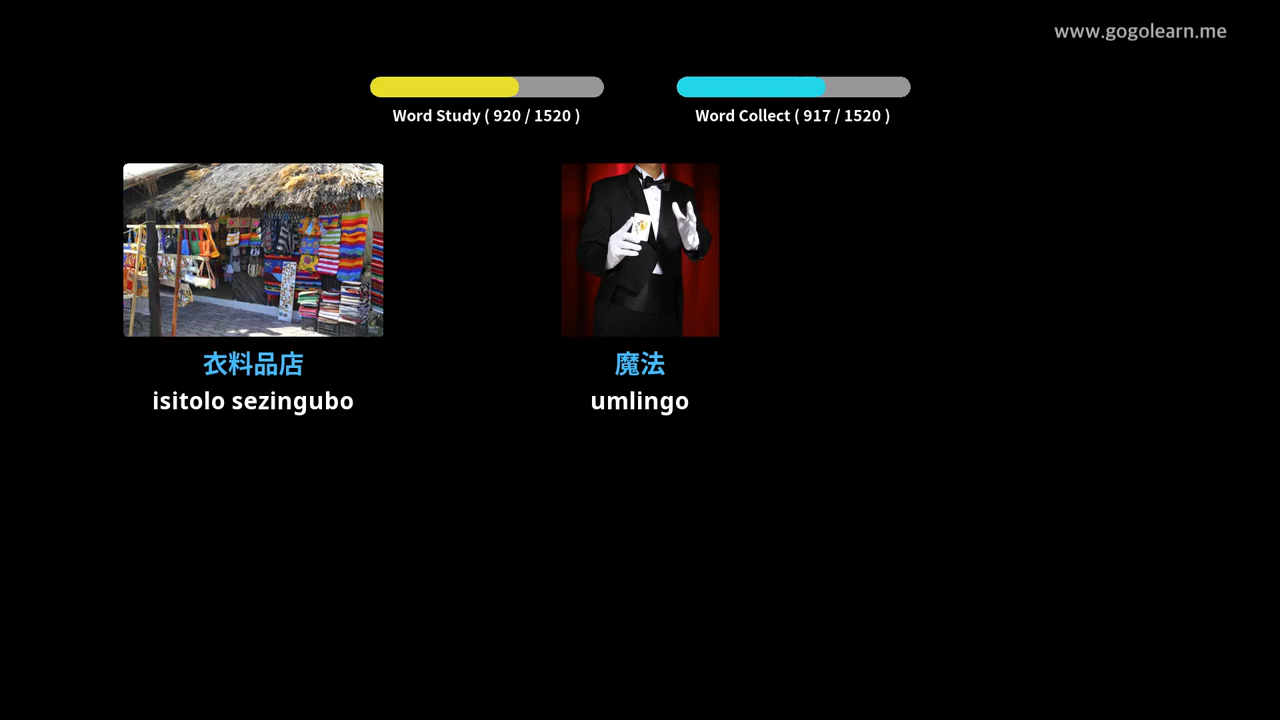 www.gogolearn.me
Word Study ( 920 / 1520 )
Word Collect ( 917 / 1520 )
衣料品店
isitolo sezingubo
魔法
umlingo